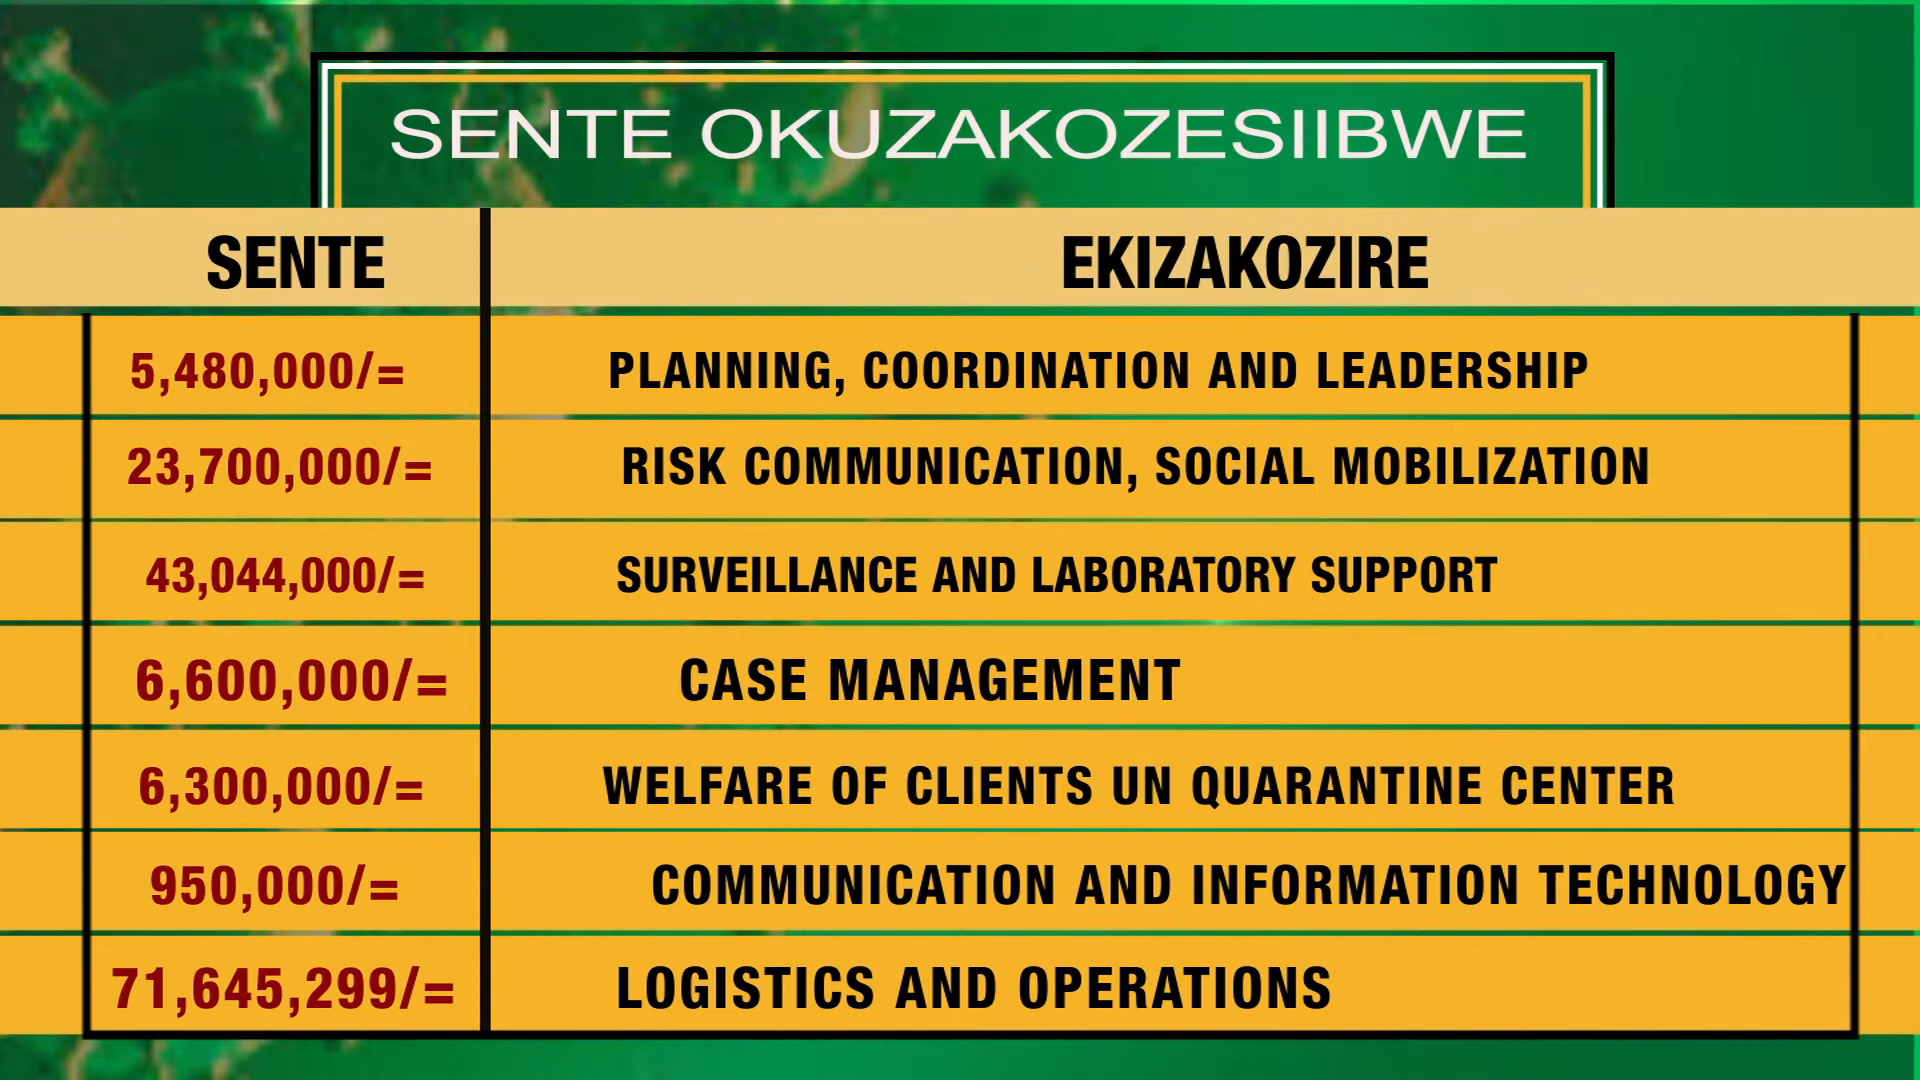 SENTE OKUZAKOZESIIBWE
SENTE EKIZAKOZIRE
5,480,000/= PLANNING, COORDINATION AND LEADERSHIP
23,700,000/= RISK COMMUNICATION, SOCIAL MOBILIZATION
43,044,000/= SURVEILLANCE AND LABORATORY SUPPORT
6,600,000/= CASE MANAGEMENT
6,300,000/= WELFARE OF CLIENTS UN QUARANTINE CENTER
950,000/= COMMUNICATION AND INFORMATION TECHNOLOGY
71,645,299/= LOGISTICS AND OPERATIONS